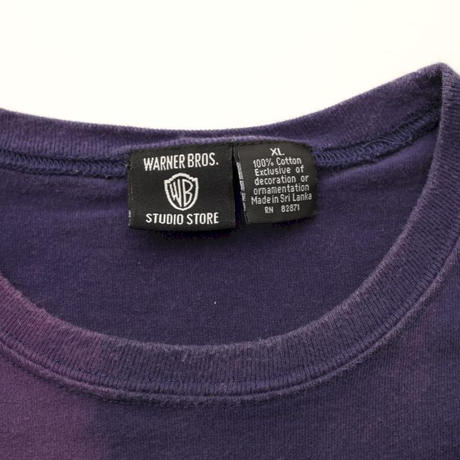 WARNER BROS.
WB
STUDIO STORE
XL
100% Cotton
Exclusive of
decoration or
ornamentation
Made in Sri Lanka
RN 82871